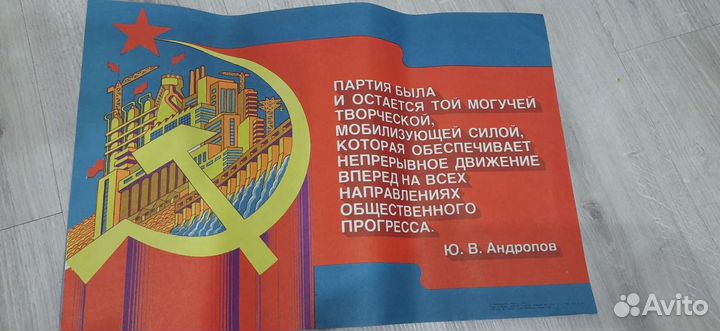 ПАРТИЯ БЫЛА
И ОСТАЕТСЯ ТОЙ МОГУЧЕЙ
ТВОРЧЕСКОЙ,
МОБИЛИЗУЮЩЕЙ СИЛОЙ,
КОТОРАЯ ОБЕСПЕЧИВАЕТ
НЕПРЕРЫВНОЕ ДВИЖЕНИЕ
ВПЕРЕД НА ВСЕХ
НАПРАВЛЕНИЯХ
ОБЩЕСТВЕННОГО
ПРОГРЕССА.
Ю. В. Андропов
Avito